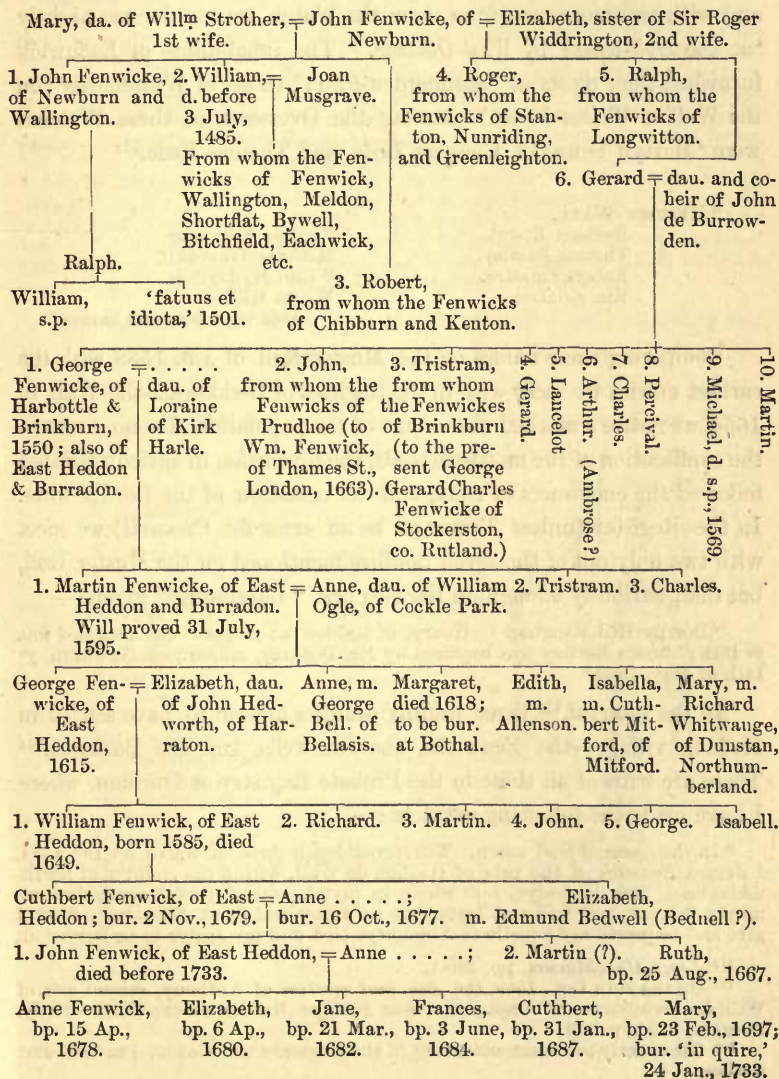 Mary, da. of Willm Strother, = John Fenwicke, of = Elizabeth, sister of Sir Roger
1st wife. Newburn. Widdrington, 2nd wife.
1. John Fenwicke,
of Newburn and
Wallington.
2. William, =
d. before
3 July,
1485.
Joan
Musgrave.
From whom the Fen-
wicks of Fenwick,
Wallington, Meldon,
Shortflat, Bywell,
Bitchfield, Eachwick,
etc.
4. Roger,
from whom the
Fenwicks of Stan-
ton, Nunriding,
and Greenleighton.
5. Ralph,
from whom the
Fenwicks of
Longwitton.
6. Gerard = dau. and co-
heir of John
de Burrow-
den.
Ralph.
3. Robert,
from whom the Fenwicks
of Chibburn and Kenton.
William,
s.p.
'fatuus et
idiota,' 1501.
1. George =
Fenwicke, of
Harbottle &
Brinkburn,
1550; also of
East Heddon
& Burradon.
. . . . .
dau. of
Loraine
of Kirk
Harle.
2. John,
from whom the
Fenwicks of
Prudhoe (to
Wm. Fenwick,
of Thames St.,
London, 1663).
3. Tristram,
from whom
the Fenwickes
of Brinkburn
(to the pre-
sent George
Gerard Charles
Fenwicke of
Stockerston,
co. Rutland.)
4. Gerard.
5. Lancelot
6. Arthur. (Ambrose?)
7. Charles.
8. Percival.
9. Michael, d. s.p., 1569.
10. Martin.
1. Martin Fenwicke, of East = Anne, dau. of William 2. Tristram. 3. Charles.
Heddon and Burradon. Ogle, of Cockle Park.
Will proved 31 July,
1595.
George Fen- =
wicke, of
East
Heddon,
1615.
Elizabeth, dau.
of John Hed-
worth, of Har-
raton.
Anne, m.
George
Bell. of
Bellasis.
Margaret,
died 1618;
to be bur.
at Bothal.
Edith,
m.
Allenson.
Isabella,
m. Cuth-
bert Mit-
ford, of
Mitford.
Mary, m.
Richard
Whitwange,
of Dunstan,
Northum-
berland.
1. William Fenwick, of East 2. Richard. 3. Martin. 4. John. 5. George. Isabell.
Heddon, born 1585, died
1649.
Cuthbert Fenwick, of East = Anne . . . . . ; Elizabeth,
Heddon; bur. 2 Nov., 1679. bur. 16 Oct., 1677. m. Edmund Bedwell (Bednell ?).
1. John Fenwick, of East Heddon, = Anne . . . . . ; 2. Martin (?). Ruth,
died before 1733. bp. 25 Aug., 1667.
Anne Fenwick, Elizabeth, Jane, Frances, Cuthbert, Mary,
bp. 15 Ap., bp. 6 Ap., bp. 21 Mar., bp. 3 June, bp. 31 Jan., bp. 23 Feb., 1697;
1678. 1680. 1682. 1684. 1687. bur. 'in quire,'
24 Jan., 1733.